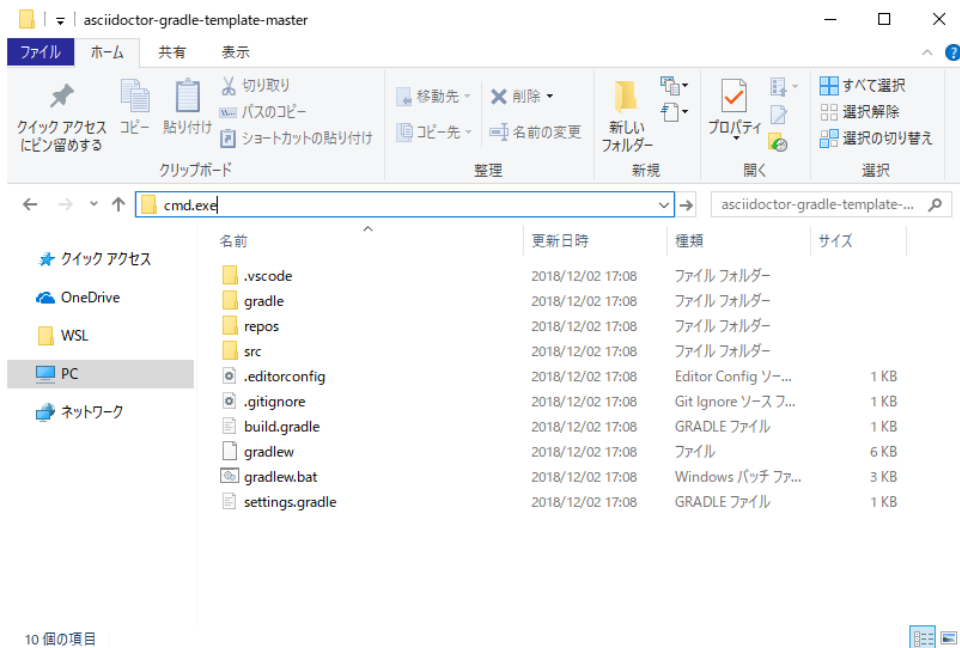 asciidoctor-gradle-template-master
ファイル ホーム 共有 表示
クイック アクセス
にピン留めする
コピー
貼り付け
切り取り
パスのコピー
ショートカットの貼り付け
クリップボード
移動先
コピー先
削除
名前の変更
整理
新しい
フォルダー
新規
プロパティ
開く
すべて選択
選択解除
選択の切り替え
選択
cmd.exe
asciidoctor-gradle-template-...
クイック アクセス
OneDrive
WSL
PC
ネットワーク
名前 更新日時 種類 サイズ
.vscode 2018/12/02 17:08 ファイル フォルダー
gradle 2018/12/02 17:08 ファイル フォルダー
repos 2018/12/02 17:08 ファイル フォルダー
src 2018/12/02 17:08 ファイル フォルダー
.editorconfig 2018/12/02 17:08 Editor Config ソー... 1 KB
.gitignore 2018/12/02 17:08 Git Ignore ソース フ... 1 KB
build.gradle 2018/12/02 17:08 GRADLE ファイル 1 KB
gradlew 2018/12/02 17:08 ファイル 6 KB
gradlew.bat 2018/12/02 17:08 Windows バッチ ファ... 3 KB
settings.gradle 2018/12/02 17:08 GRADLE ファイル 1 KB
10 個の項目